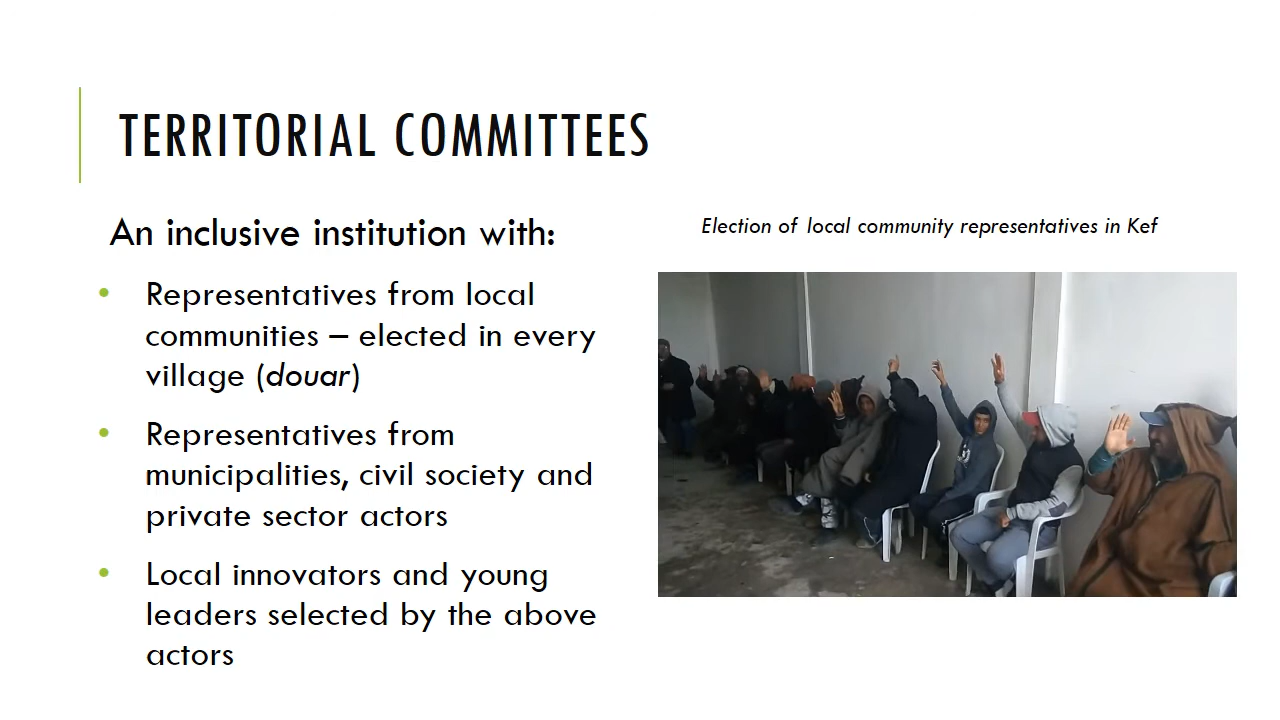 TERRITORIAL COMMITTEES
An inclusive institution with:
• Representatives from local
communities – elected in every
village (douar)
• Representatives from
municipalities, civil society and
private sector actors
• Local innovators and young
leaders selected by the above
actors
Election of local community representatives in Kef